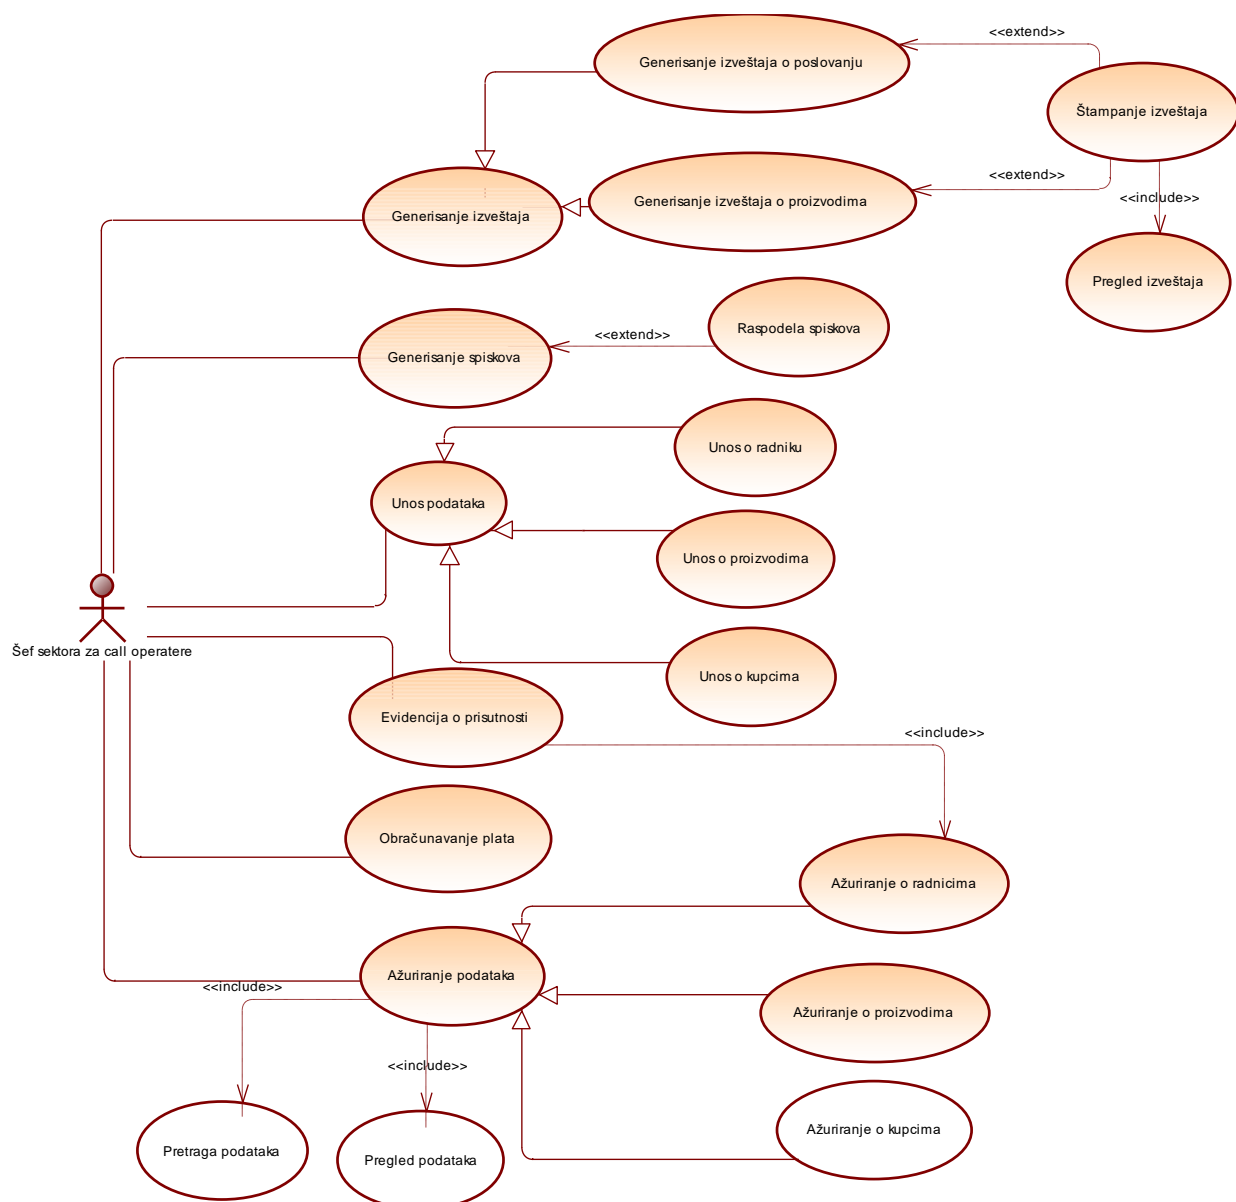 <<extend>>
Generisanje izveštaja o poslovanju
Štampanje izveštaja
<<extend>>
Generisanje izveštaja o proizvodima
<<include>>
Generisanje izveštaja
Pregled izveštaja
Raspodela spiskova
<<extend>>
Generisanje spiskova
Unos o radniku
Unos podataka
Unos o proizvodima
Šef sektora za call operatere
Unos o kupcima
Evidencija o prisutnosti
<<include>>
Obračunavanje plata
Ažuriranje o radnicima
Ažuriranje podataka
<<include>>
Ažuriranje o proizvodima
<<include>>
Ažuriranje o kupcima
Pretraga podataka
Pregled podataka